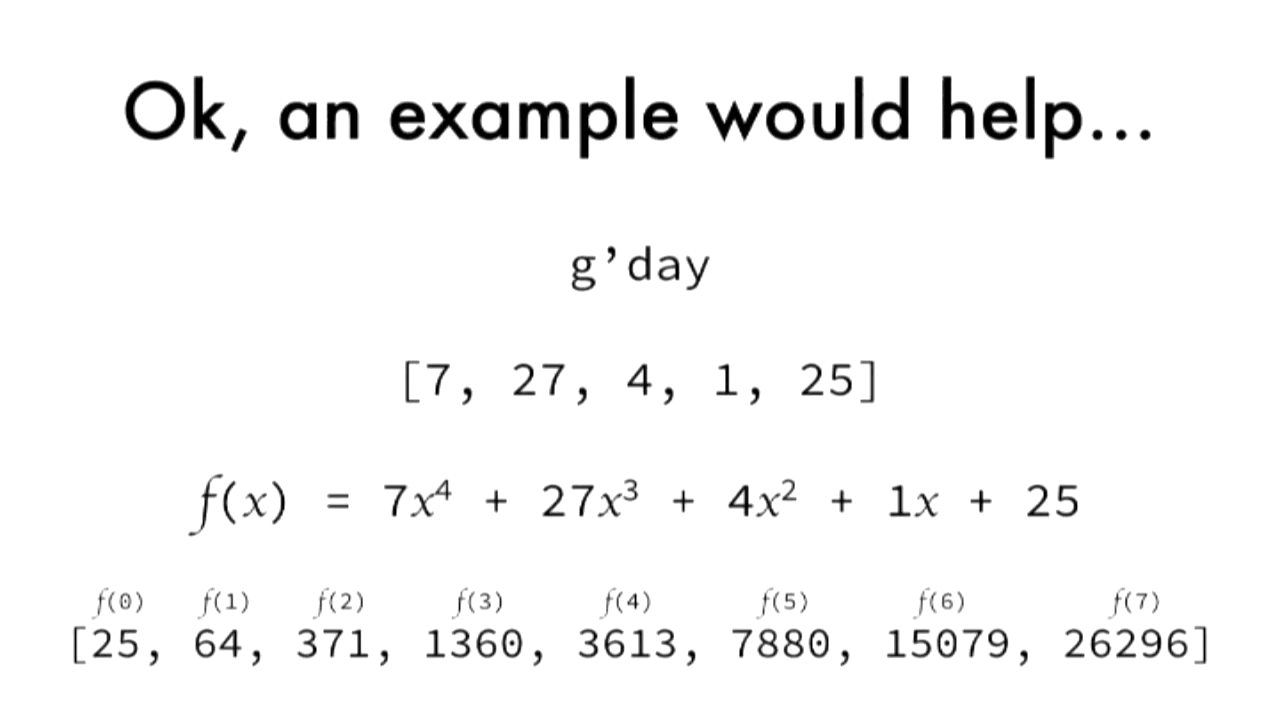 Ok, an example would help...
g’day
[7, 27, 4, 1, 25]
f(x) = 7x⁴ + 27x³ + 4x² + 1x + 25
f(0) f(1) f(2) f(3) f(4) f(5) f(6) f(7)
[25, 64, 371, 1360, 3613, 7880, 15079, 26296]